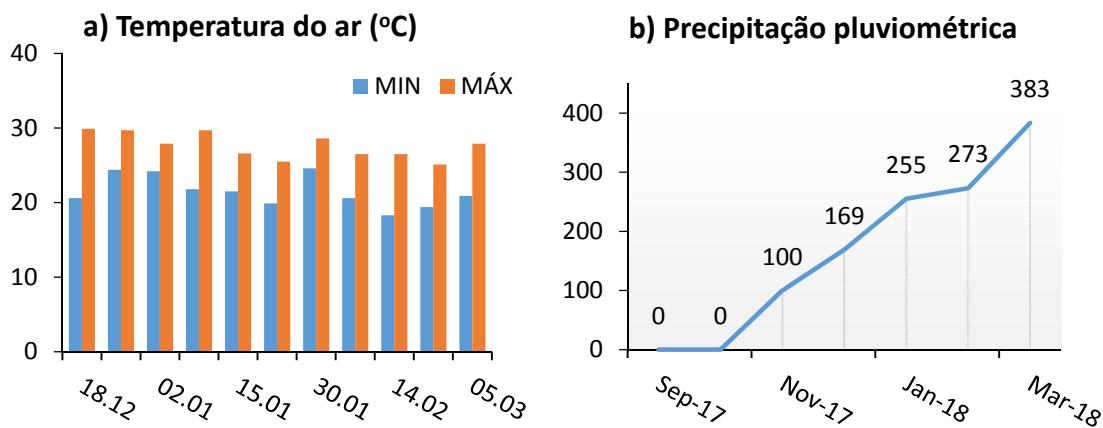 a) Temperatura do ar (ºC)
MIN MÁX
40
30
20
10
0
18.12 02.01 15.01 30.01 14.02 05.03
b) Precipitação pluviométrica
400
300
200
100
0
0 0 100 169 255 273 383
Sep-17 Nov-17 Jan-18 Mar-18